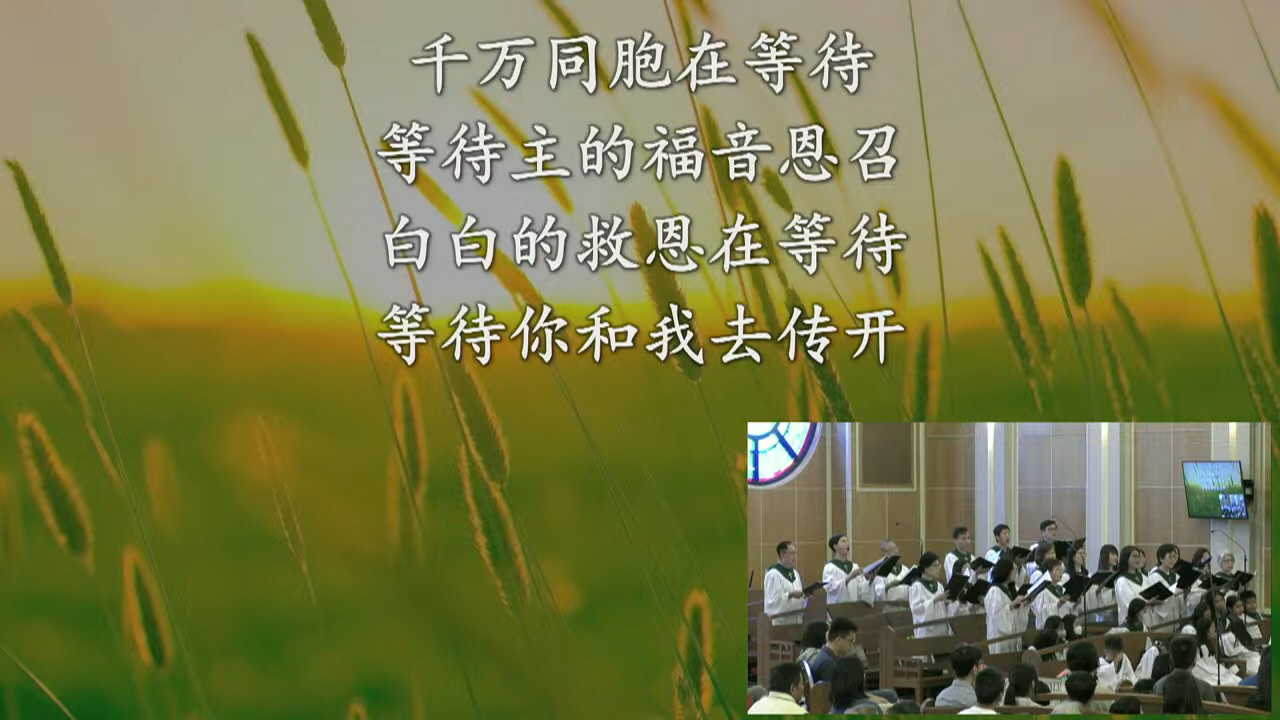 千万同胞在等待
等待主的福音恩召
白白的救恩在等待
等待你和我去传开